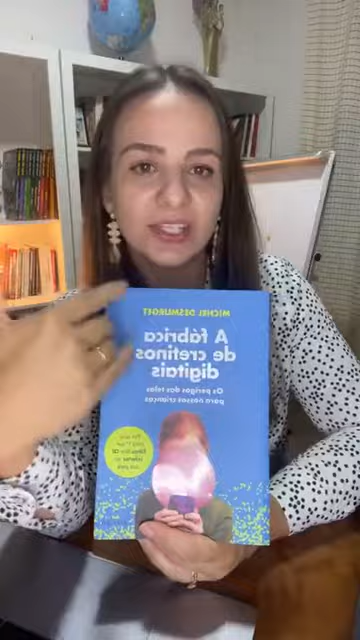 MICHEL DESMURGET
A fábrica
de cretinos
digitais
Os perigos das telas
para nossas crianças